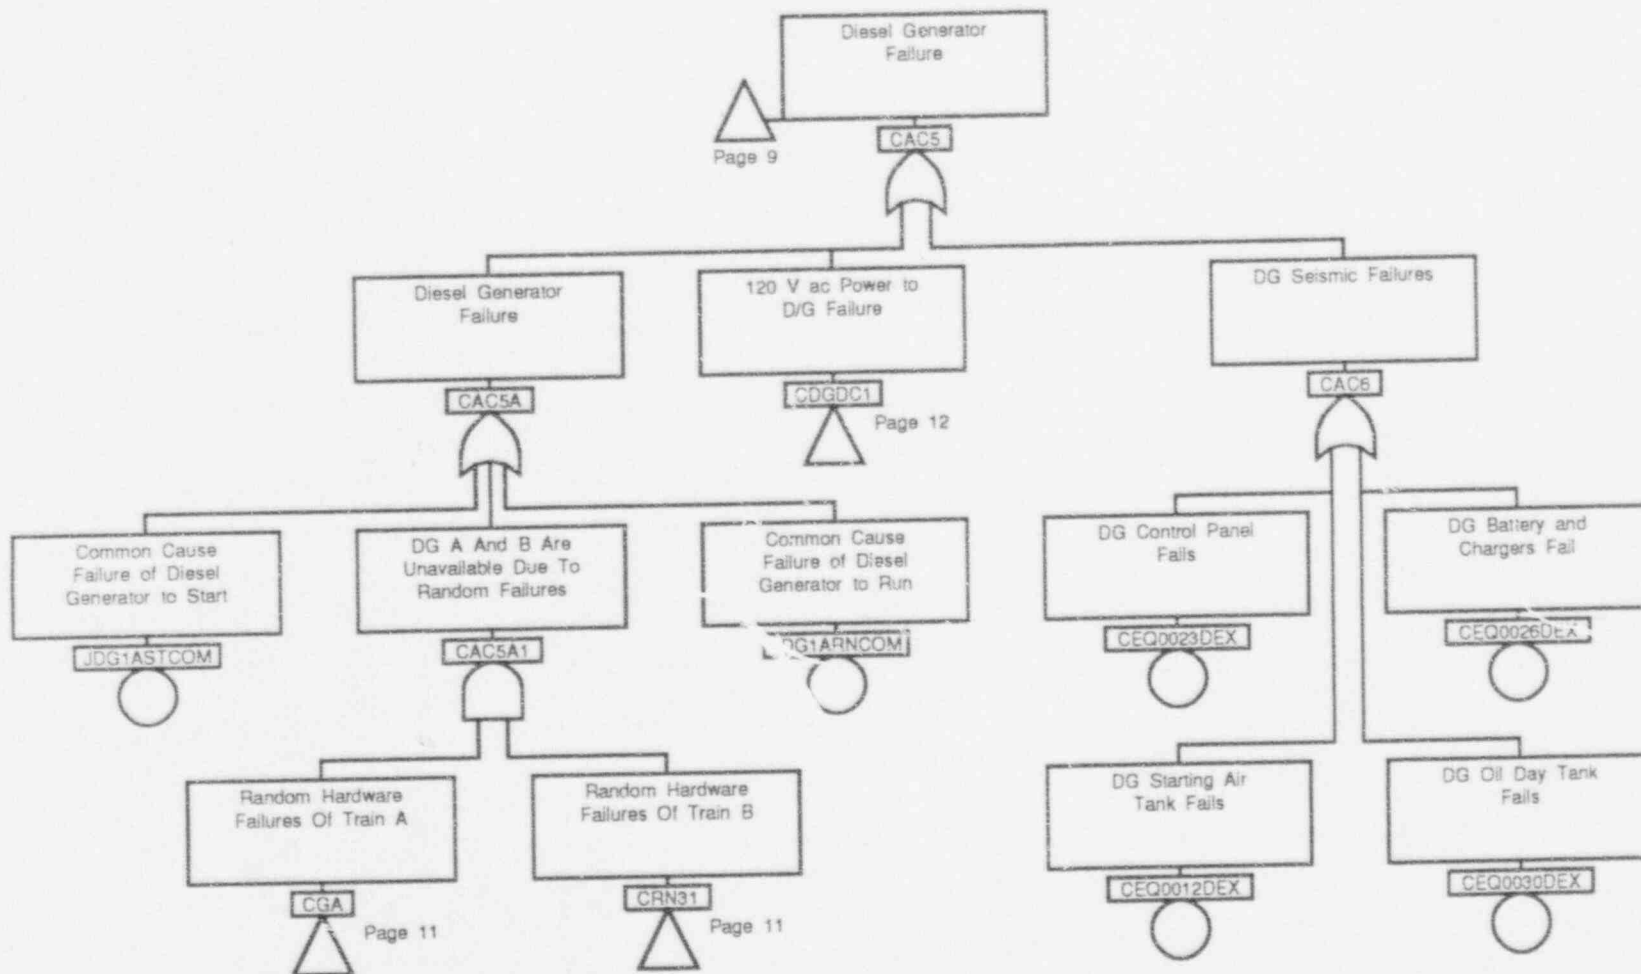 Diesel Generator
Failure
Page 9
CAC5
Diesel Generator
Failure
CAC5A
120 V ac Power to
D/G Failure
CDGDC1
Page 12
DG Seismic Failures
CAC6
Common Cause
Failure of Diesel
Generator to Start
JDG1ASTCOM
DG A And B Are
Unavailable Due To
Random Failures
CAC5A1
Common Cause
Failure of Diesel
Generator to Run
DG Control Panel
Fails
CEQ0023DEX
DG Battery and
Chargers Fail
CEQ0026DEX
Random Hardware
Failures Of Train A
CGA
Page 11
Random Hardware
Failures Of Train B
CRN31
Page 11
DG Starting Air
Tank Fails
CEQ0012DEX
DG Oil Day Tank
Fails
CEQ0030DEX